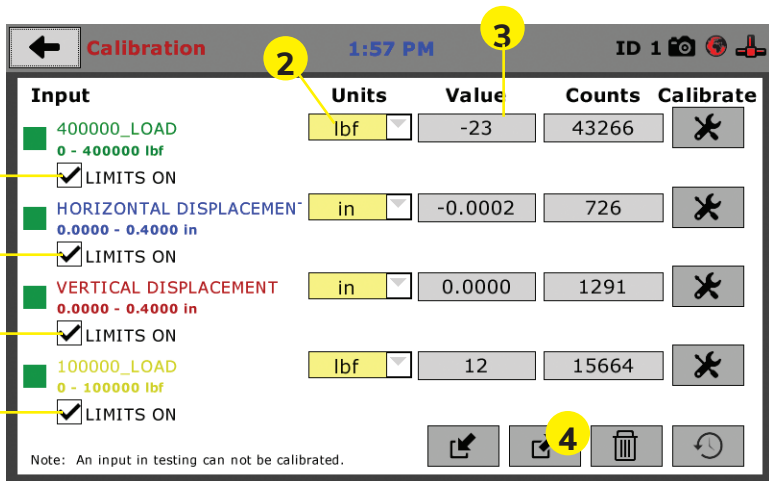 Calibration 1:57 PM ID 1
2 3
Input Units Value Counts Calibrate
400000_LOAD lbf -23 43266
0 - 400000 lbf
LIMITS ON
HORIZONTAL DISPLACEMEN in -0.0002 726
0.0000 - 0.4000 in
LIMITS ON
VERTICAL DISPLACEMENT in 0.0000 1291
0.0000 - 0.4000 in
LIMITS ON
100000_LOAD lbf 12 15664
0 - 100000 lbf
LIMITS ON
4
Note: An input in testing can not be calibrated.